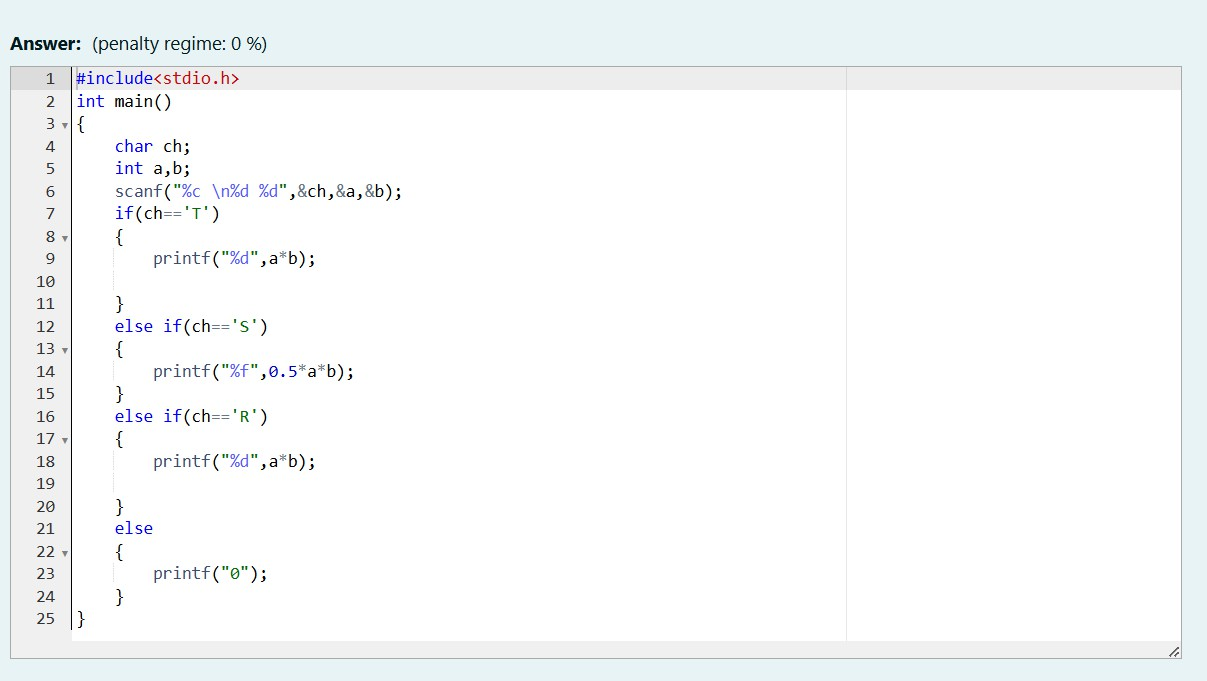 Answer: (penalty regime: 0 %)
1 #include<stdio.h>
2 int main()
3 {
4     char ch;
5     int a,b;
6     scanf("%c \n%d %d",&ch,&a,&b);
7     if(ch=='T')
8     {
9         printf("%d",a*b);
10
11     }
12     else if(ch=='S')
13     {
14         printf("%f",0.5*a*b);
15     }
16     else if(ch=='R')
17     {
18         printf("%d",a*b);
19
20     }
21     else
22     {
23         printf("0");
24     }
25 }